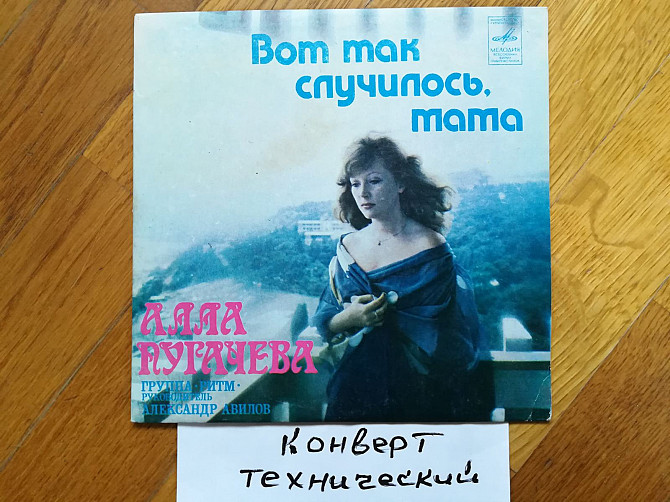 Вот так
случилось,
мама
МЕЛОДИЯ
АЛЛА
ПУГАЧЕВА
ГРУППА·РИТМ·
РУКОВОДИТЕЛЬ
АЛЕКСАНДР АВИЛОВ
Конверт
технический